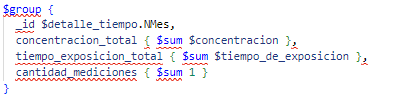 $group {
_id $detalle_tiempo.NMes,
concentracion_total { $sum $concentracion },
tiempo_exposicion_total { $sum $tiempo_de_exposicion },
cantidad_mediciones { $sum 1 }
}